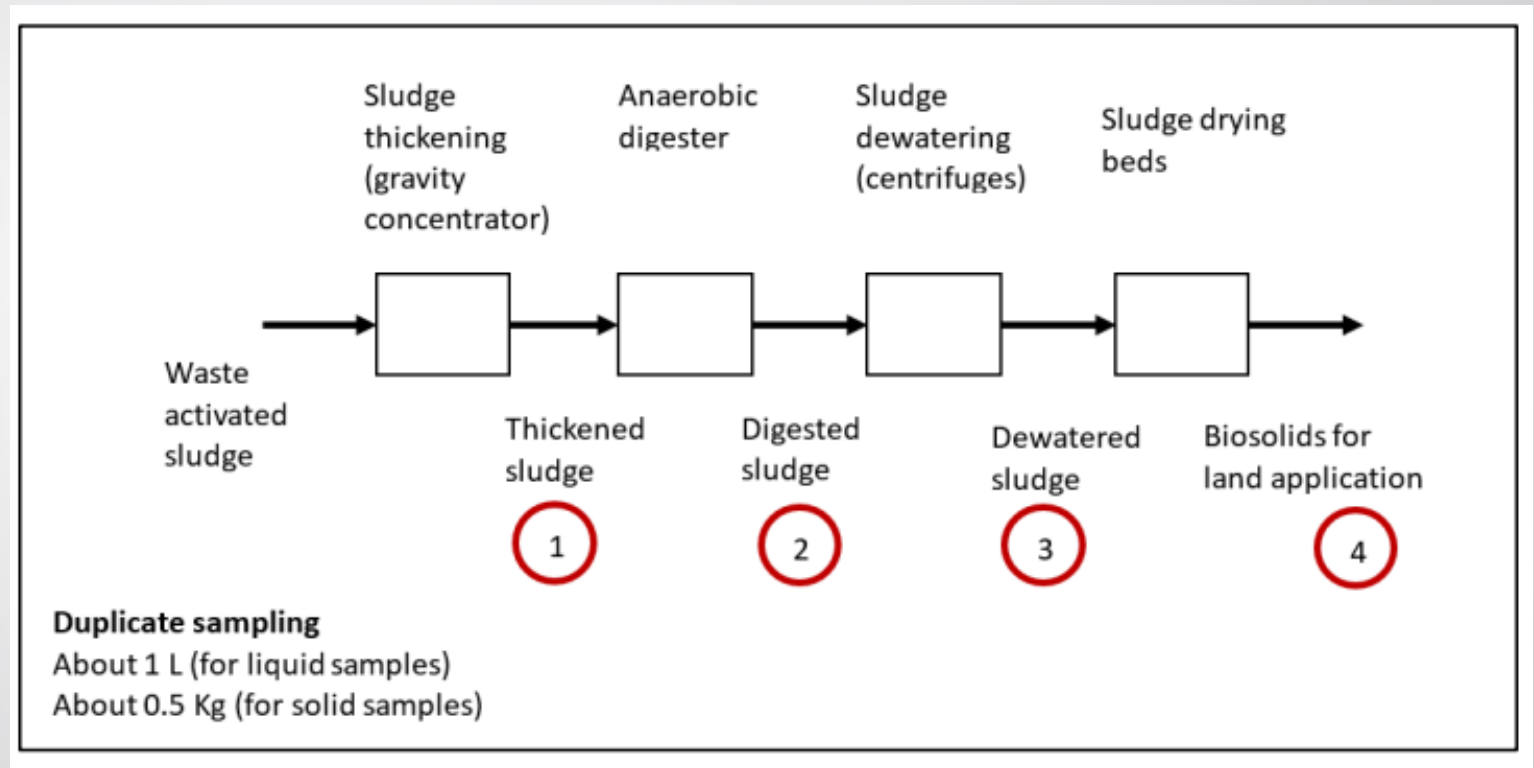 Sludge
thickening
(gravity
concentrator)
Anaerobic
digester
Sludge
dewatering
(centrifuges)
Sludge drying
beds
Waste
activated
sludge
Thickened
sludge
1
Digested
sludge
2
Dewatered
sludge
3
Biosolids for
land application
4
Duplicate sampling
About 1 L (for liquid samples)
About 0.5 Kg (for solid samples)